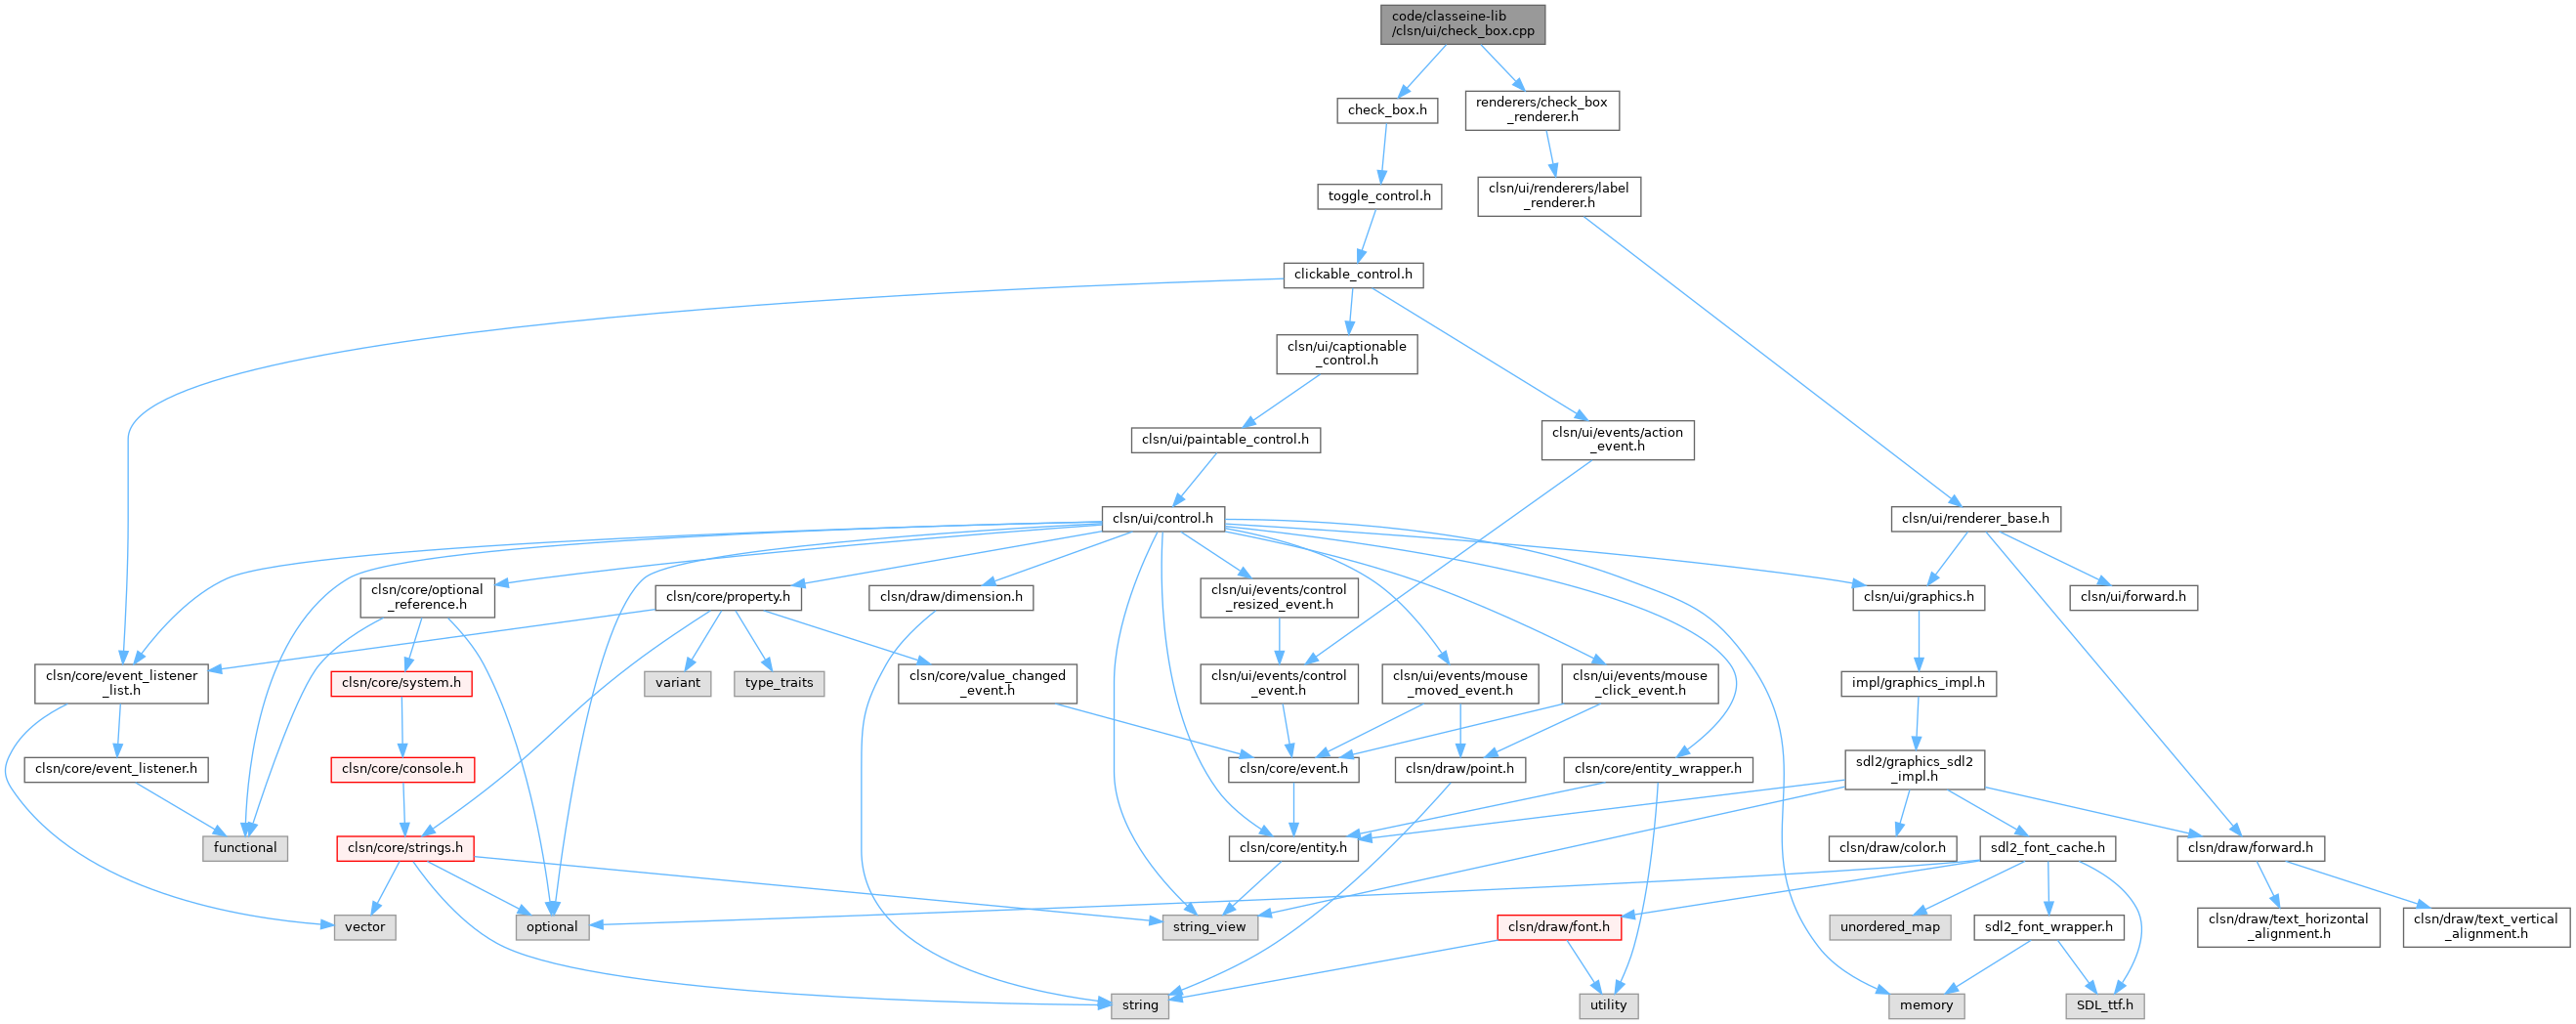 code/classeine-lib
/clsn/ui/check_box.cpp
check_box.h
renderers/check_box
_renderer.h
toggle_control.h
clsn/ui/renderers/label
_renderer.h
clickable_control.h
clsn/ui/captionable
_control.h
clsn/ui/paintable_control.h
clsn/ui/events/action
_event.h
clsn/ui/control.h
clsn/ui/renderer_base.h
clsn/core/optional
_reference.h
clsn/core/property.h
clsn/draw/dimension.h
clsn/ui/events/control
_resized_event.h
clsn/ui/graphics.h
clsn/ui/forward.h
clsn/core/event_listener
_list.h
clsn/core/system.h
variant
type_traits
clsn/core/value_changed
_event.h
clsn/ui/events/control
_event.h
clsn/ui/events/mouse
_moved_event.h
clsn/ui/events/mouse
_click_event.h
impl/graphics_impl.h
clsn/core/event_listener.h
clsn/core/console.h
clsn/core/event.h
clsn/draw/point.h
clsn/core/entity_wrapper.h
sdl2/graphics_sdl2
_impl.h
functional
clsn/core/strings.h
clsn/core/entity.h
clsn/draw/color.h
sdl2_font_cache.h
clsn/draw/forward.h
vector
optional
string_view
clsn/draw/font.h
unordered_map
sdl2_font_wrapper.h
clsn/draw/text_horizontal
_alignment.h
clsn/draw/text_vertical
_alignment.h
string
utility
memory
SDL_ttf.h